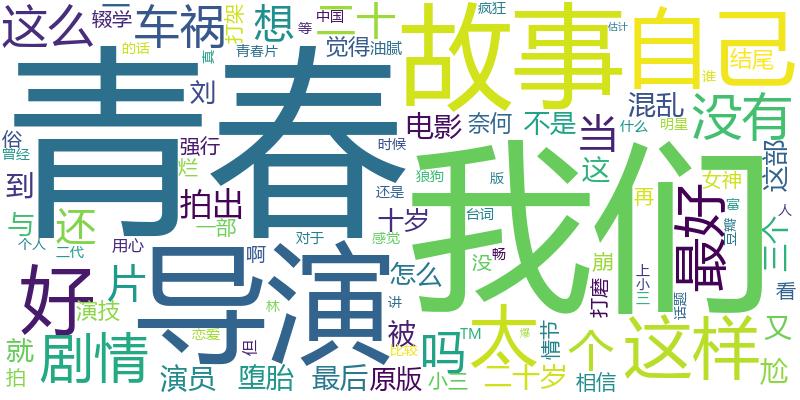 这么
辍学
车祸
打架
想
中国
等
二十
疯狂
故事
自己
估计
谁
结尾
的话
真
青春片
觉得
油腻
青春
刘
混乱
没有
俗
曾经
强行
烂
时候
电影
奈何
不是
当
明星
什么
到
拍出
还是
狼狗
版
这
女神
这部
最好
再
富
人
与
还
一部
十岁
台词
我们
豆瓣
三个
个人
二代
用心
啊
对于
感觉
没
畅
崩
打磨
上小三
看
好
片
导演
怎么
讲
话题
演技
恋爱
林
但
被
TM
爆
情节
就
剧情
比较
吗
太
个
这样
又
拍
演员
堕胎
最后
原版
小三
二十岁
相信
尬